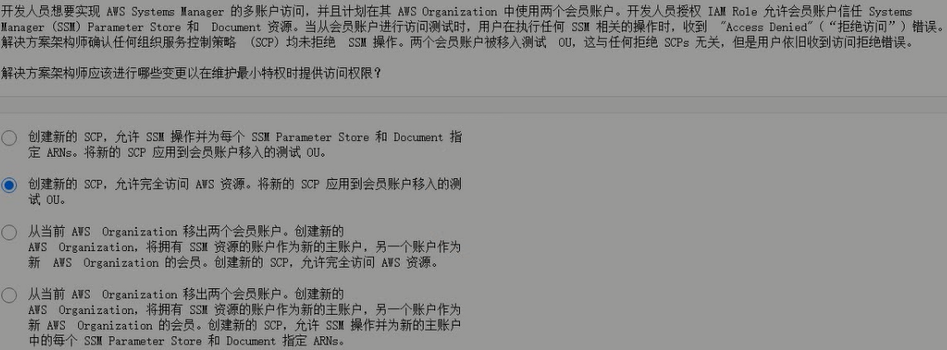 开发人员想要实现 AWS Systems Manager 的多账户访问，并且计划在其 AWS Organization 中使用两个会员账户。开发人员授权 IAM Role 允许会员账户信任 Systems
Manager (SSM) Parameter Store 和 Document 资源。当从会员账户进行访问测试时，用户在执行任何 SSM 相关的操作时，收到 "Access Denied"（“拒绝访问”）错误。
解决方案架构师确认任何组织服务控制策略 (SCP) 均未拒绝 SSM 操作。两个会员账户被移入测试 OU，这与任何拒绝 SCPs 无关，但是用户依旧收到访问拒绝错误。
解决方案架构师应该进行哪些变更以在维护最小特权时提供访问权限？
创建新的 SCP，允许 SSM 操作并为每个 SSM Parameter Store 和 Document 指
定 ARNs。将新的 SCP 应用到会员账户移入的测试 OU。
创建新的 SCP，允许完全访问 AWS 资源。将新的 SCP 应用到会员账户移入的测
试 OU。
从当前 AWS Organization 移出两个会员账户。创建新的
AWS Organization，将拥有 SSM 资源的账户作为新的主账户，另一个账户作为
新 AWS Organization 的会员。创建新的 SCP，允许完全访问 AWS 资源。
从当前 AWS Organization 移出两个会员账户。创建新的
AWS Organization，将拥有 SSM 资源的账户作为新的主账户，另一个账户作为
新 AWS Organization 的会员。创建新的 SCP，允许 SSM 操作并为新的主账户
中的每个 SSM Parameter Store 和 Document 指定 ARNs。